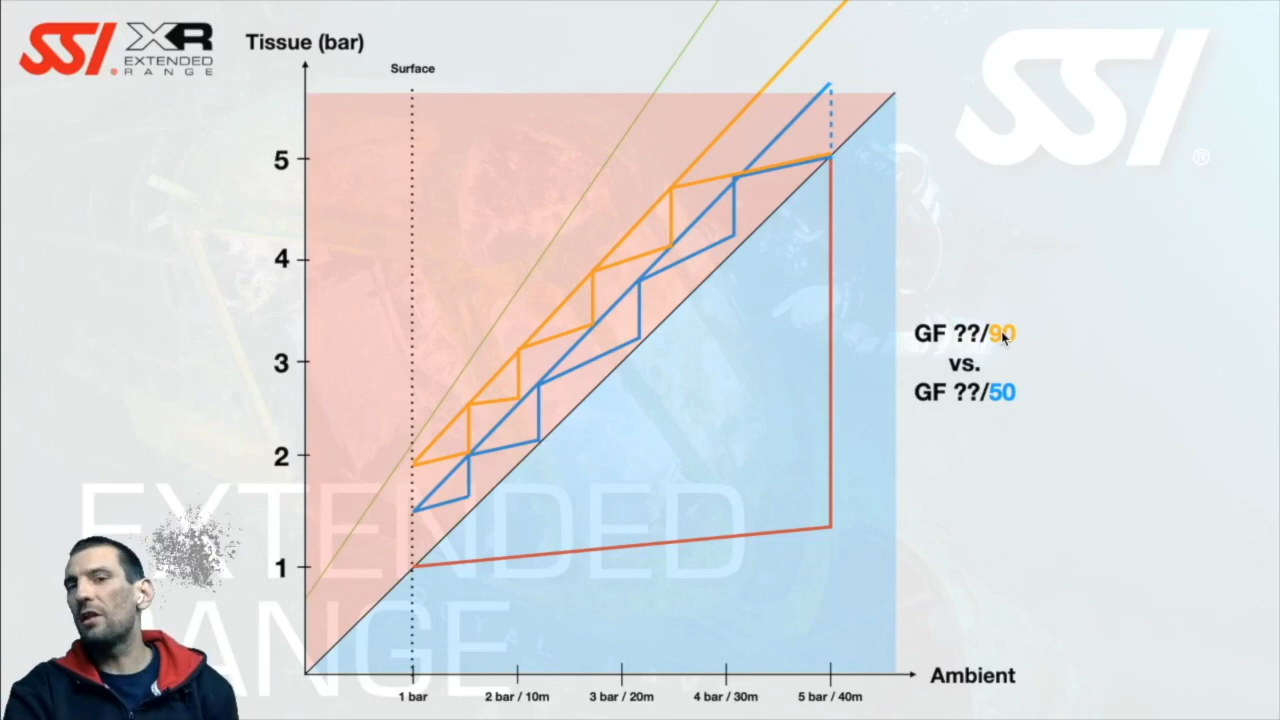 SSI
XR
EXTENDED
RANGE
Tissue (bar)
Surface
SSI
®
5
4
3
2
1
GF ??/90
vs.
GF ??/50
EXTENDED
RANGE
Ambient
1 bar
2 bar / 10m
3 bar / 20m
4 bar / 30m
5 bar / 40m